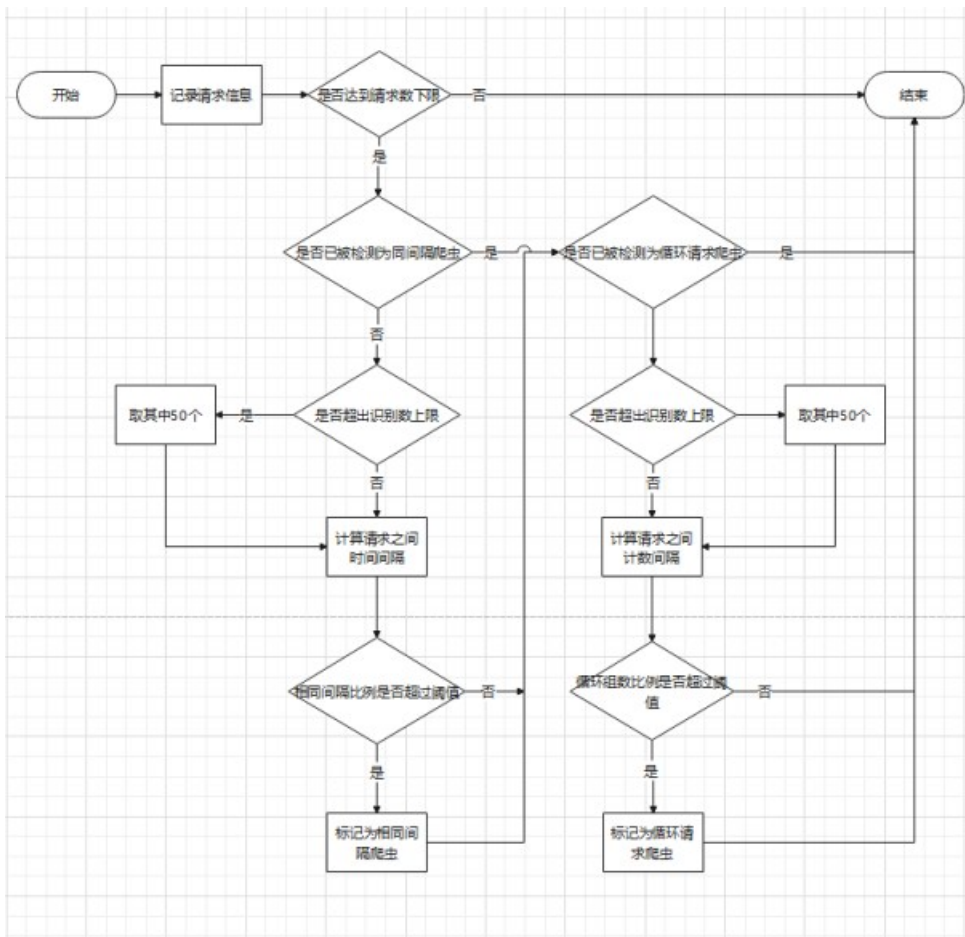 开始
记录请求信息
是否达到请求数下限
否
结束
是
是否已被检测为同间隔爬虫
是
是否已被检测为循环请求爬虫
是
否
取其中50个
是
是否超出识别数上限
是否超出识别数上限
取其中50个
否
否
计算请求之间
时间间隔
计算请求之间
计数间隔
相同间隔比例是否超过阈值
否
循环组数比例是否超过阈
值
否
是
是
标记为相同间
隔爬虫
标记为循环请
求爬虫